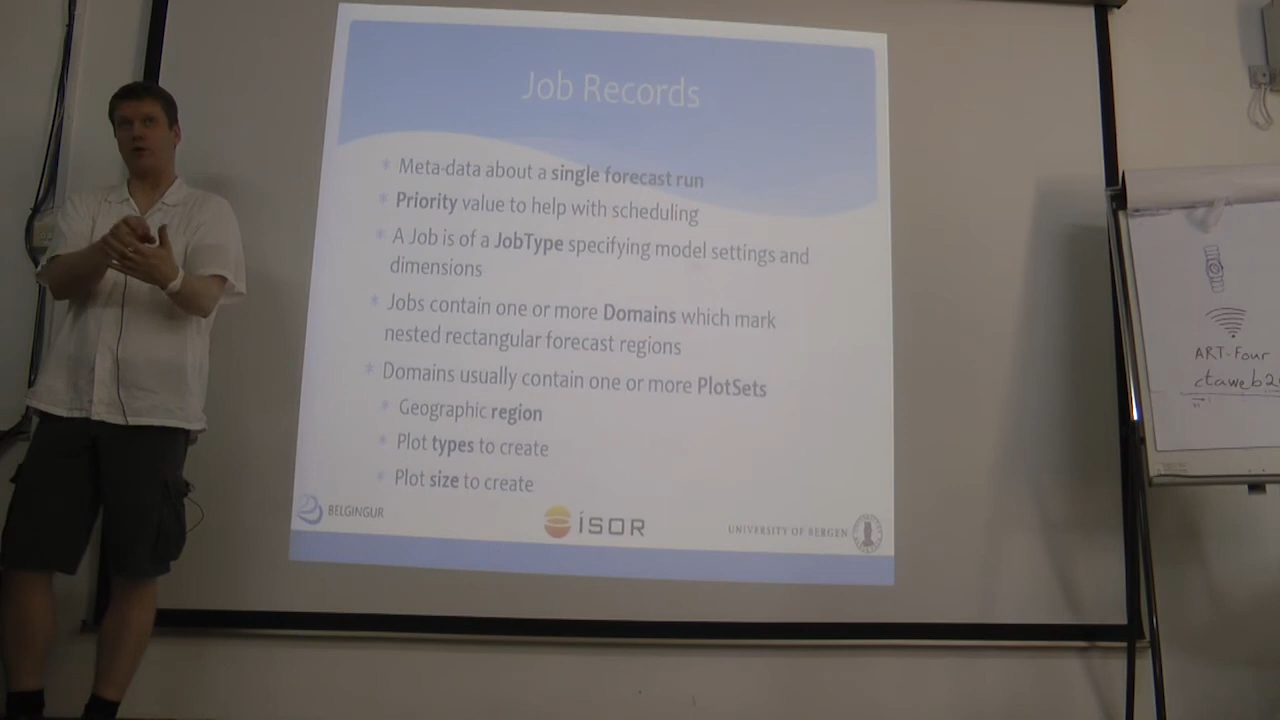 Job Records
* Meta-data about a single forecast run
* Priority value to help with scheduling
* A Job is of a JobType specifying model settings and
dimensions
* Jobs contain one or more Domains which mark
nested rectangular forecast regions
* Domains usually contain one or more PlotSets
* Geographic region
* Plot types to create
* Plot size to create
BELGINGUR
ÍSOR
UNIVERSITY OF BERGEN
ART-Four
ctaweb2